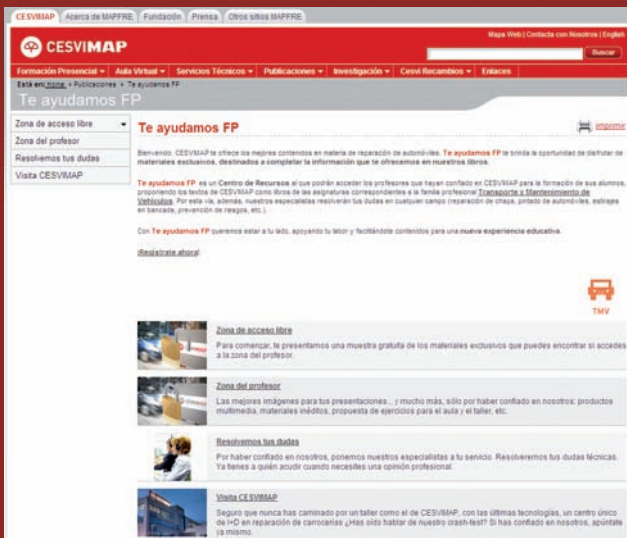 CESVIMAP Acerca de MAPFRE Fundación Prensa Otros sitios MAPFRE
Mapa Web | Contacta con Nosotros | English
CESVIMAP
Buscar
Formación Presencial Aula Virtual Servicios Técnicos Publicaciones Investigación Cesvi Recambios Enlaces
Está en: Home Publicaciones Te ayudamos FP
Te ayudamos FP
Zona de acceso libre
Zona del profesor
Resolvemos tus dudas
Visita CESVIMAP
Te ayudamos FP
imprimir
Bienvenido. CESVIMAP te ofrece los mejores contenidos en materia de reparación de automóviles. Te ayudamos FP te brinda la oportunidad de disfrutar de
materiales exclusivos, destinados a completar la información que te ofrecemos en nuestros libros.
Te ayudamos FP es un Centro de Recursos al que podrán acceder los profesores que hayan confiado en CESVIMAP para la formación de sus alumnos,
proponiendo los textos de CESVIMAP como libros de las asignaturas correspondientes a la familia profesional Transporte y Mantenimiento de
Vehículos. Por esta vía, además, nuestros especialistas resolverán tus dudas en cualquier campo (reparación de chapa, pintado de automóviles, estirajes
en bancada, prevención de riesgos, etc.).
Con Te ayudamos FP queremos estar a tu lado, apoyando tu labor y facilitándote contenidos para una nueva experiencia educativa.
¡Regístrate ahora!
TMV
Zona de acceso libre
Para comenzar, te presentamos una muestra gratuita de los materiales exclusivos que puedes encontrar si accedes
a la zona del profesor.
Zona del profesor
Las mejores imágenes para tus presentaciones... y mucho más, sólo por haber confiado en nosotros: productos
multimedia, materiales inéditos, propuesta de ejercicios para el aula y el taller, etc.
Resolvemos tus dudas
Por haber confiado en nosotros, ponemos nuestros especialistas a tu servicio. Resolveremos tus dudas técnicas.
Ya tienes a quién acudir cuando necesites una opinión profesional.
Visita CESVIMAP
Seguro que nunca has caminado por un taller como el de CESVIMAP, con las últimas tecnologías, un centro único
de I+D en reparación de carrocerías ¿Has oído hablar de nuestro crash-test? Si has confiado en nosotros, apúntate
ya mismo.